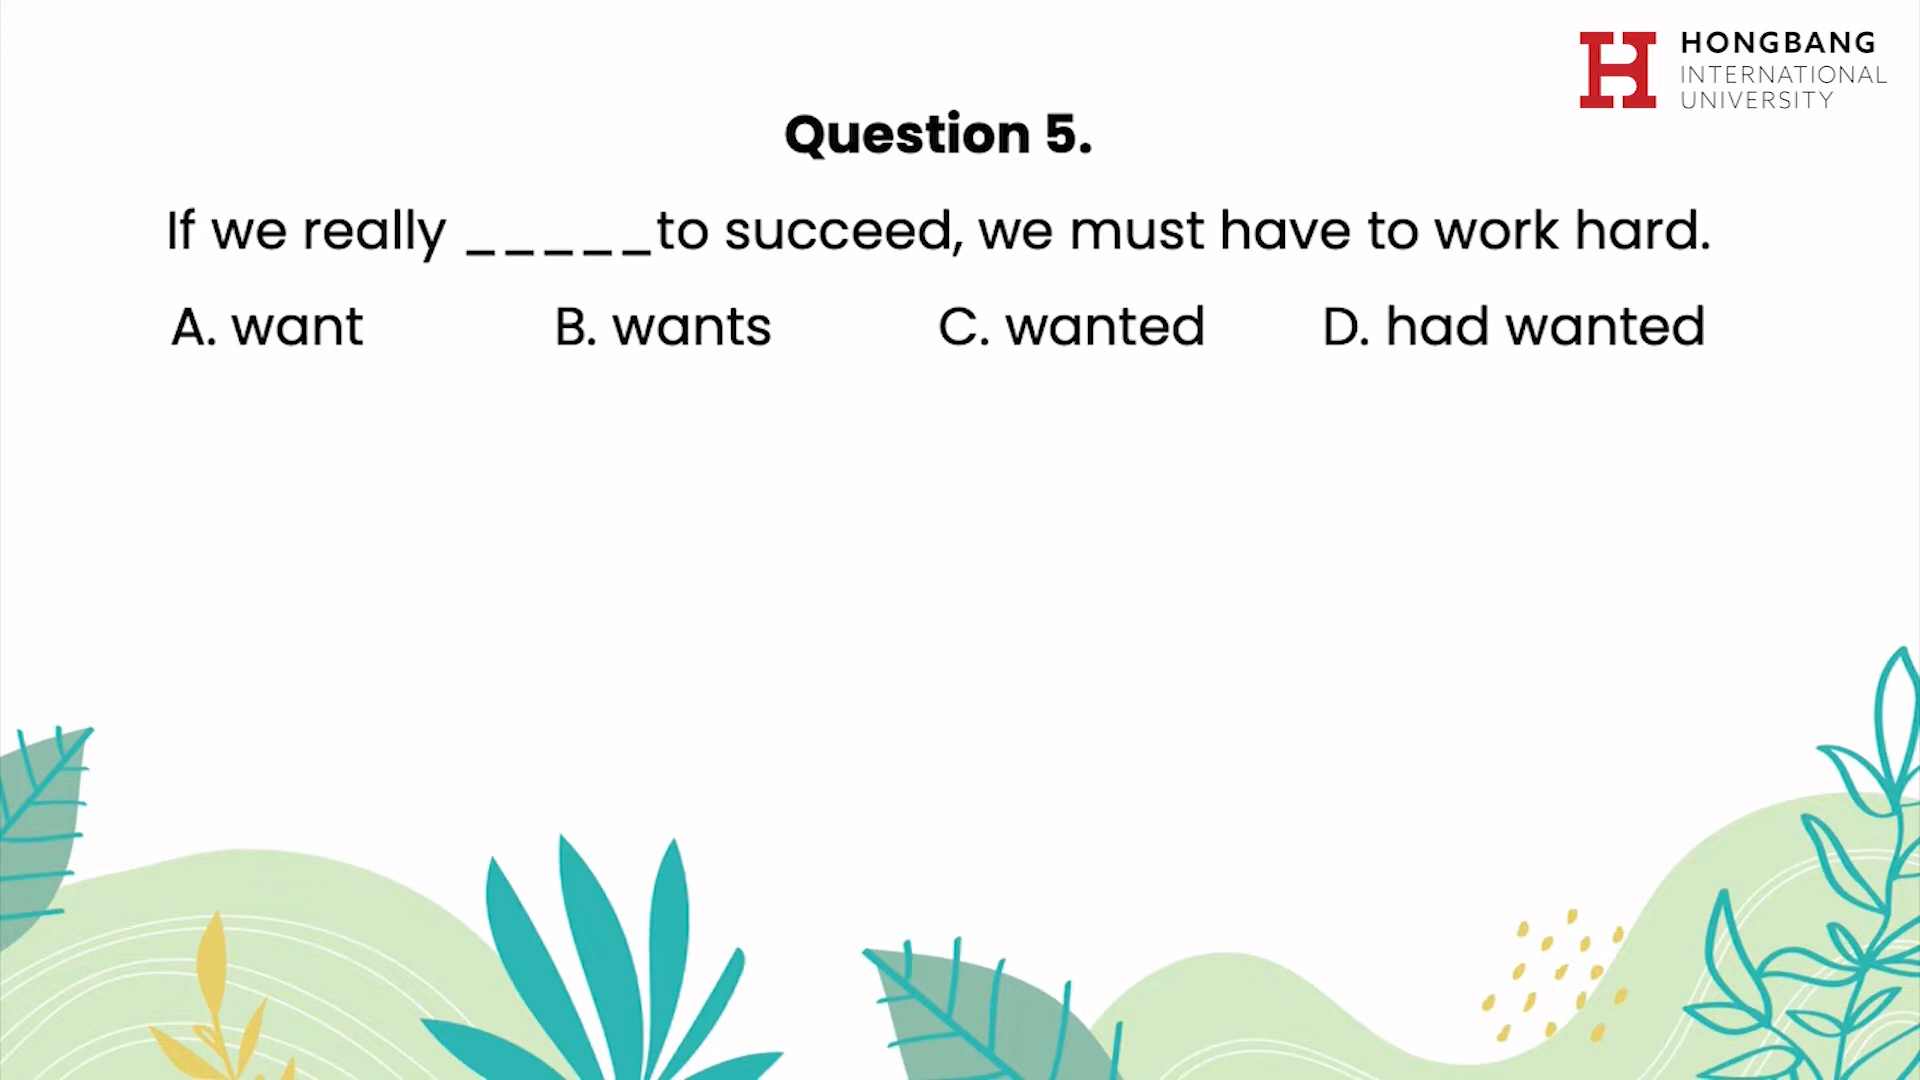 HONGBANG
INTERNATIONAL
UNIVERSITY
Question 5.
If we really _____to succeed, we must have to work hard.
A. want B. wants C. wanted D. had wanted